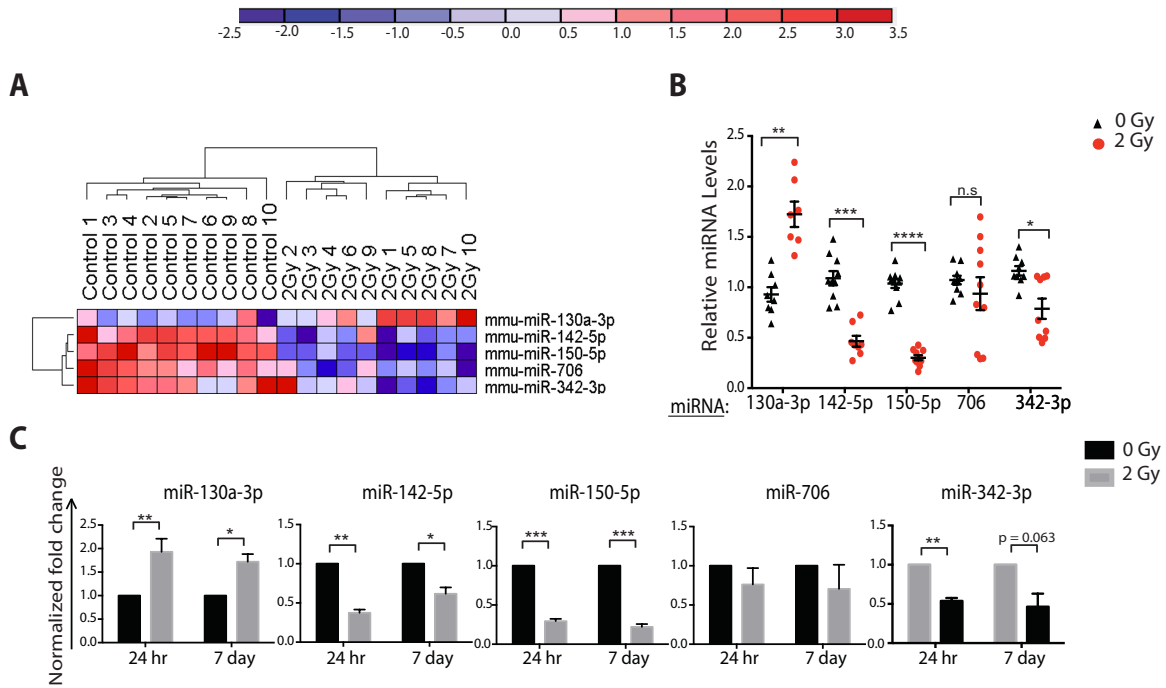 -2.5 -2.0 -1.5 -1.0 -0.5 0.0 0.5 1.0 1.5 2.0 2.5 3.0 3.5
A
Control 1
Control 3
Control 4
Control 2
Control 5
Control 7
Control 6
Control 9
Control 8
Control 10
2Gy 2
2Gy 3
2Gy 4
2Gy 6
2Gy 9
2Gy 1
2Gy 5
2Gy 8
2Gy 7
2Gy 10
mmu-miR-130a-3p
mmu-miR-142-5p
mmu-miR-150-5p
mmu-miR-706
mmu-miR-342-3p
B
0 Gy
2 Gy
Relative miRNA Levels
2.5
2.0
1.5
1.0
0.5
0.0
**
***
****
n.s
*
miRNA: 130a-3p 142-5p 150-5p 706 342-3p
C
0 Gy
2 Gy
Normalized fold change
miR-130a-3p
2.5
2.0
1.5
1.0
0.5
0.0
**
*
24 hr 7 day
miR-142-5p
1.5
1.0
0.5
0.0
**
*
24 hr 7 day
miR-150-5p
1.5
1.0
0.5
0.0
***
***
24 hr 7 day
miR-706
1.5
1.0
0.5
0.0
24 hr 7 day
miR-342-3p
1.5
1.0
0.5
0.0
**
p = 0.063
24 hr 7 day